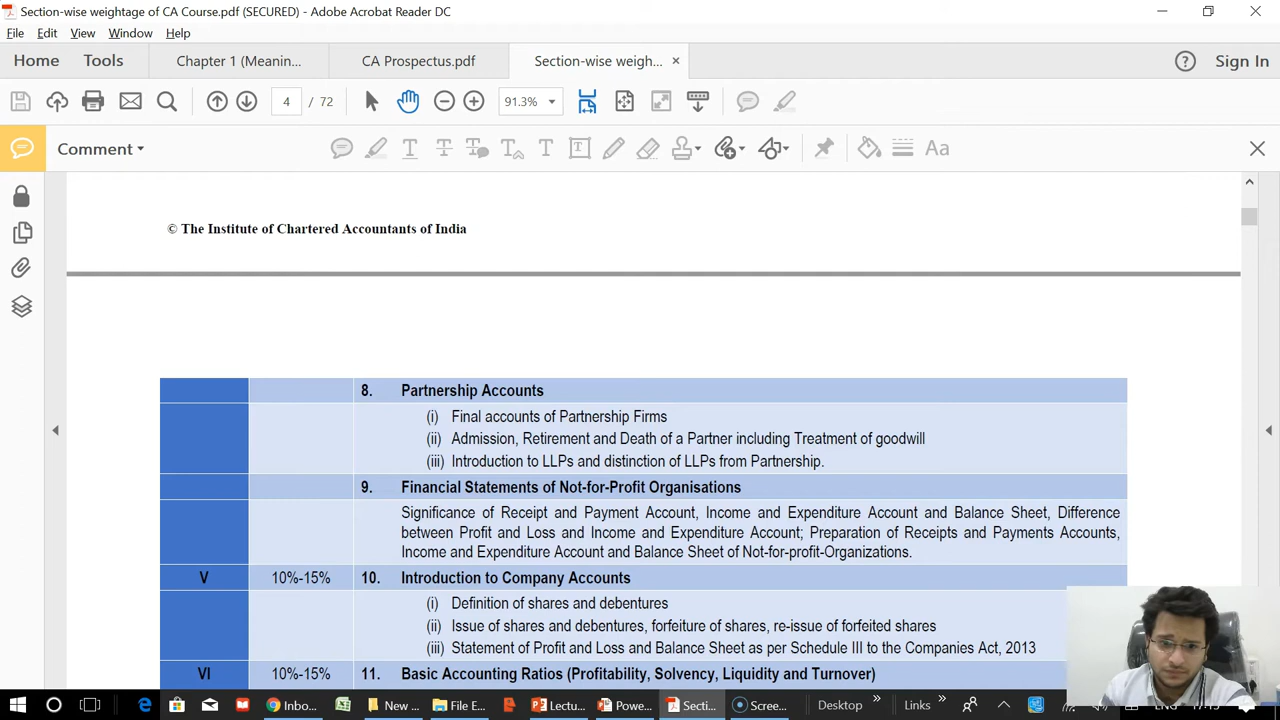 Section-wise weightage of CA Course.pdf (SECURED) - Adobe Acrobat Reader DC
File Edit View Window Help
Home Tools Chapter 1 (Meanin... CA Prospectus.pdf Section-wise weigh... Sign In
4 / 72 91.3%
Comment
© The Institute of Chartered Accountants of India
8. Partnership Accounts
(i) Final accounts of Partnership Firms
(ii) Admission, Retirement and Death of a Partner including Treatment of goodwill
(iii) Introduction to LLPs and distinction of LLPs from Partnership.
9. Financial Statements of Not-for-Profit Organisations
Significance of Receipt and Payment Account, Income and Expenditure Account and Balance Sheet, Difference
between Profit and Loss and Income and Expenditure Account; Preparation of Receipts and Payments Accounts,
Income and Expenditure Account and Balance Sheet of Not-for-profit-Organizations.
V 10%-15% 10. Introduction to Company Accounts
(i) Definition of shares and debentures
(ii) Issue of shares and debentures, forfeiture of shares, re-issue of forfeited shares
(iii) Statement of Profit and Loss and Balance Sheet as per Schedule III to the Companies Act, 2013
VI 10%-15% 11. Basic Accounting Ratios (Profitability, Solvency, Liquidity and Turnover)
Inbo... New ... File E... Lectu... Powe... Secti... Scree... Desktop Links